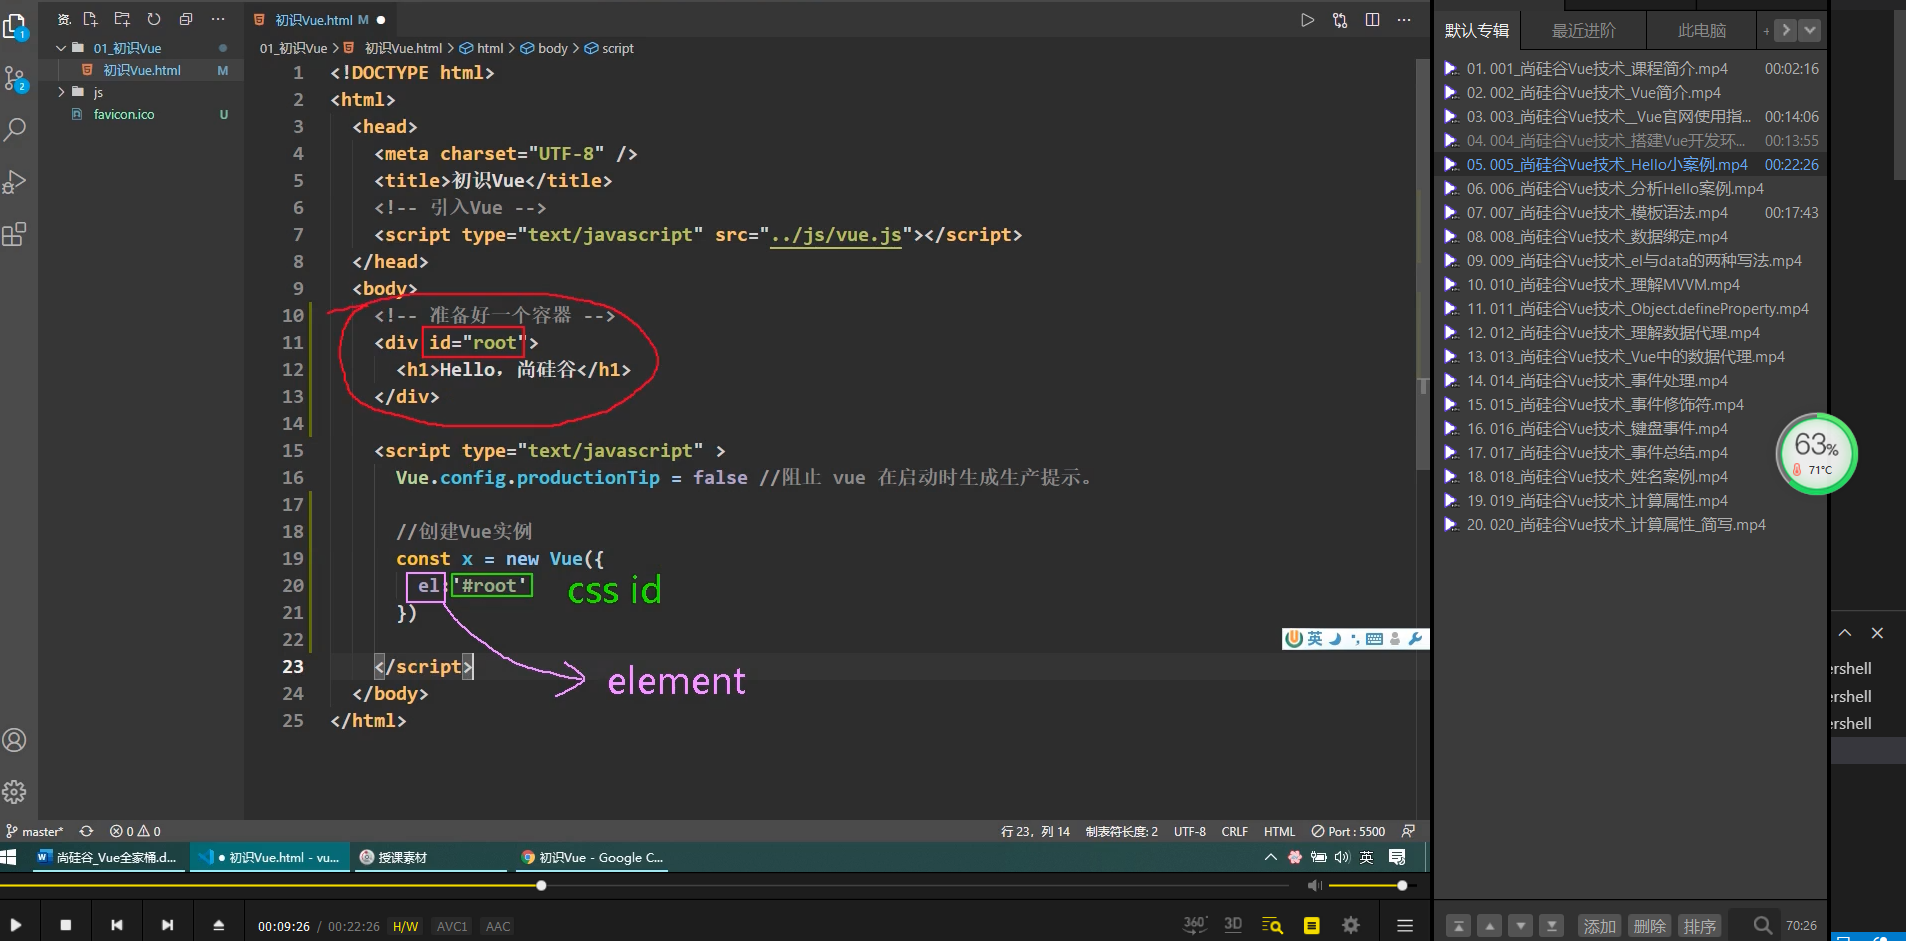 资.
初识Vue.html M
默认专辑 最近进阶 此电脑 +
01_初识Vue
初识Vue.html M
js
favicon.ico U
01_初识Vue > 初识Vue.html > html > body > script
1 <!DOCTYPE html>
2 <html>
3 <head>
4 <meta charset="UTF-8" />
5 <title>初识Vue</title>
6 <!-- 引入Vue -->
7 <script type="text/javascript" src="../js/vue.js"></script>
8 </head>
9 <body>
10 <!-- 准备好一个容器 -->
11 <div id="root">
12 <h1>Hello，尚硅谷</h1>
13 </div>
14
15 <script type="text/javascript" >
16 Vue.config.productionTip = false //阻止 vue 在启动时生成生产提示。
17
18 //创建Vue实例
19 const x = new Vue({
20 el:'#root'
css id
21 })
22
23 </script>
element
24 </body>
25 </html>
英
01. 001_尚硅谷Vue技术_课程简介.mp4 00:02:16
02. 002_尚硅谷Vue技术_Vue简介.mp4
03. 003_尚硅谷Vue技术__Vue官网使用指... 00:14:06
04. 004_尚硅谷Vue技术_搭建Vue开发环... 00:13:55
05. 005_尚硅谷Vue技术_Hello小案例.mp4 00:22:26
06. 006_尚硅谷Vue技术_分析Hello案例.mp4
07. 007_尚硅谷Vue技术_模板语法.mp4 00:17:43
08. 008_尚硅谷Vue技术_数据绑定.mp4
09. 009_尚硅谷Vue技术_el与data的两种写法.mp4
10. 010_尚硅谷Vue技术_理解MVVM.mp4
11. 011_尚硅谷Vue技术_Object.defineProperty.mp4
12. 012_尚硅谷Vue技术_理解数据代理.mp4
13. 013_尚硅谷Vue技术_Vue中的数据代理.mp4
14. 014_尚硅谷Vue技术_事件处理.mp4
15. 015_尚硅谷Vue技术_事件修饰符.mp4
16. 016_尚硅谷Vue技术_键盘事件.mp4
17. 017_尚硅谷Vue技术_事件总结.mp4
18. 018_尚硅谷Vue技术_姓名案例.mp4
19. 019_尚硅谷Vue技术_计算属性.mp4
20. 020_尚硅谷Vue技术_计算属性_简写.mp4
63%
71°C
ershell
ershell
ershell
master* 0 0
行 23，列 14 制表符长度: 2 UTF-8 CRLF HTML Port : 5500
尚硅谷_Vue全家桶.d... ● 初识Vue.html - vu... 授课素材 初识Vue - Google C... 英
00:09:26 / 00:22:26 H/W AVC1 AAC 360° 3D
添加 删除 排序 70:26